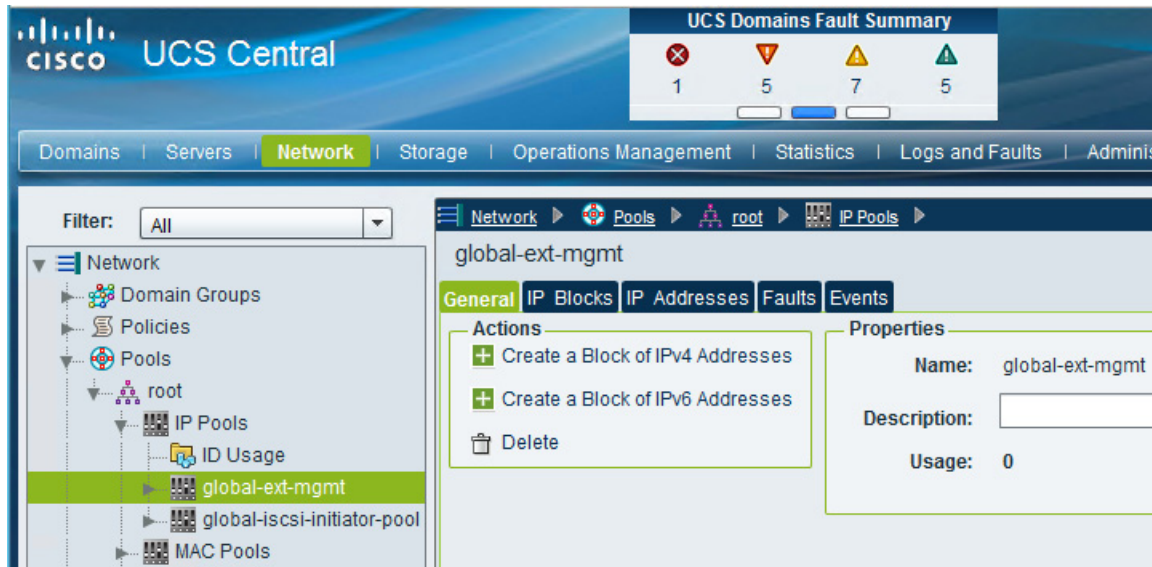 UCS Domains Fault Summary
CISCO UCS Central
1 5 7 5
Domains | Servers | Network | Storage | Operations Management | Statistics | Logs and Faults | Adminis
Filter: All
Network
Domain Groups
Policies
Pools
root
IP Pools
ID Usage
global-ext-mgmt
global-iscsi-initiator-pool
MAC Pools
Network Pools root IP Pools
global-ext-mgmt
General IP Blocks IP Addresses Faults Events
Actions
Create a Block of IPv4 Addresses
Create a Block of IPv6 Addresses
Delete
Properties
Name: global-ext-mgmt
Description:
Usage: 0